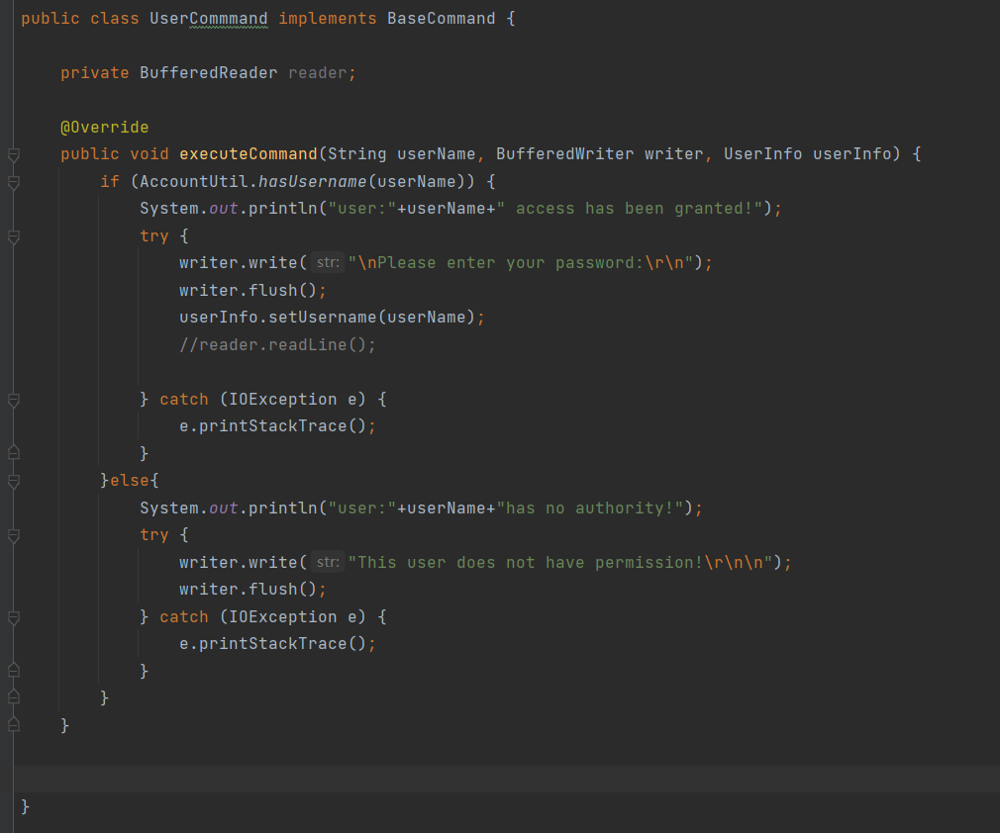 public class UserCommmand implements BaseCommand {
private BufferedReader reader;
@Override
public void executeCommand(String userName, BufferedWriter writer, UserInfo userInfo) {
if (AccountUtil.hasUsername(userName)) {
System.out.println("user:"+userName+" access has been granted!");
try {
writer.write( str: "\nPlease enter your password:\r\n");
writer.flush();
userInfo.setUsername(userName);
//reader.readLine();
} catch (IOException e) {
e.printStackTrace();
}
}else{
System.out.println("user:"+userName+"has no authority!");
try {
writer.write( str: "This user does not have permission!\r\n\n");
writer.flush();
} catch (IOException e) {
e.printStackTrace();
}
}
}
}